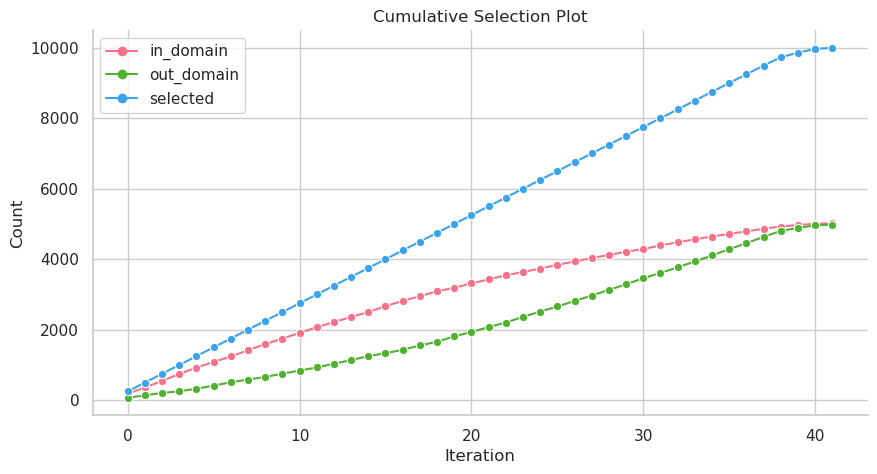 Cumulative Selection Plot
in_domain
out_domain
selected
Count
10000
8000
6000
4000
2000
0
0 10 20 30 40
Iteration